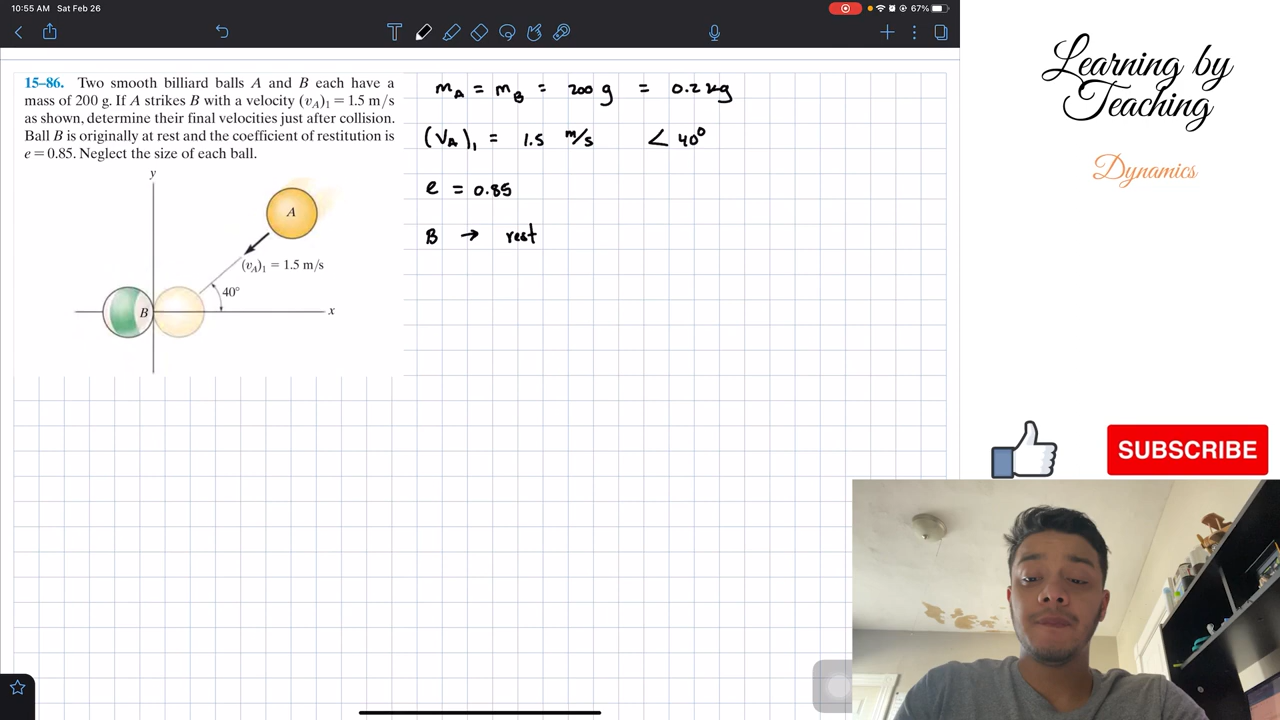 10:55 AM Sat Feb 26
67%
15–86. Two smooth billiard balls A and B each have a
mass of 200 g. If A strikes B with a velocity (vA)1 = 1.5 m/s
as shown, determine their final velocities just after collision.
Ball B is originally at rest and the coefficient of restitution is
e = 0.85. Neglect the size of each ball.
y
A
(vA)1 = 1.5 m/s
40°
B
x
mA = mB = 200 g = 0.2 kg
(VA)1 = 1.5 m/s ∠ 40°
e = 0.85
B → rest
Learning by
Teaching
Dynamics
SUBSCRIBE